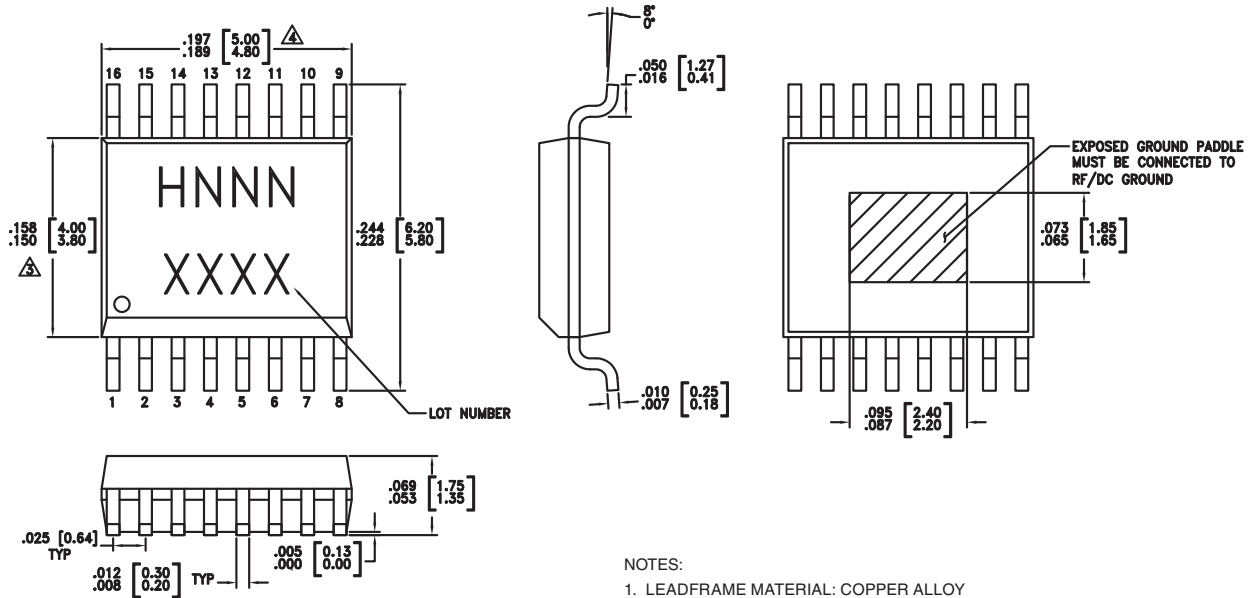 .197 [5.00]
.189 [4.80]
4
16 15 14 13 12 11 10 9
HNNN
XXXX
.158 [4.00]
.150 [3.80]
3
.244 [6.20]
.228 [5.80]
1 2 3 4 5 6 7 8
LOT NUMBER
8°
0°
.050 [1.27]
.016 [0.41]
.010 [0.25]
.007 [0.18]
EXPOSED GROUND PADDLE
MUST BE CONNECTED TO
RF/DC GROUND
.073 [1.85]
.065 [1.65]
.095 [2.40]
.087 [2.20]
.069 [1.75]
.053 [1.35]
.025 [0.64]
TYP
.012 [0.30]
.008 [0.20]
TYP
.005 [0.13]
.000 [0.00]
NOTES:
1. LEADFRAME MATERIAL: COPPER ALLOY